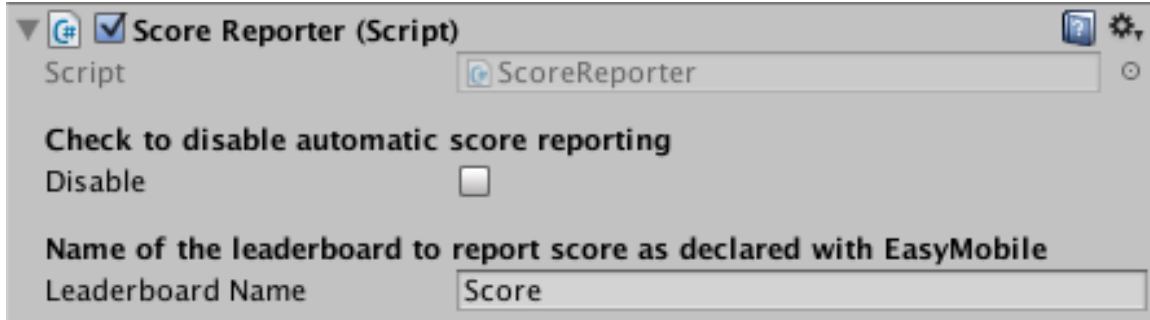 Score Reporter (Script)
Script ScoreReporter
Check to disable automatic score reporting
Disable
Name of the leaderboard to report score as declared with EasyMobile
Leaderboard Name Score